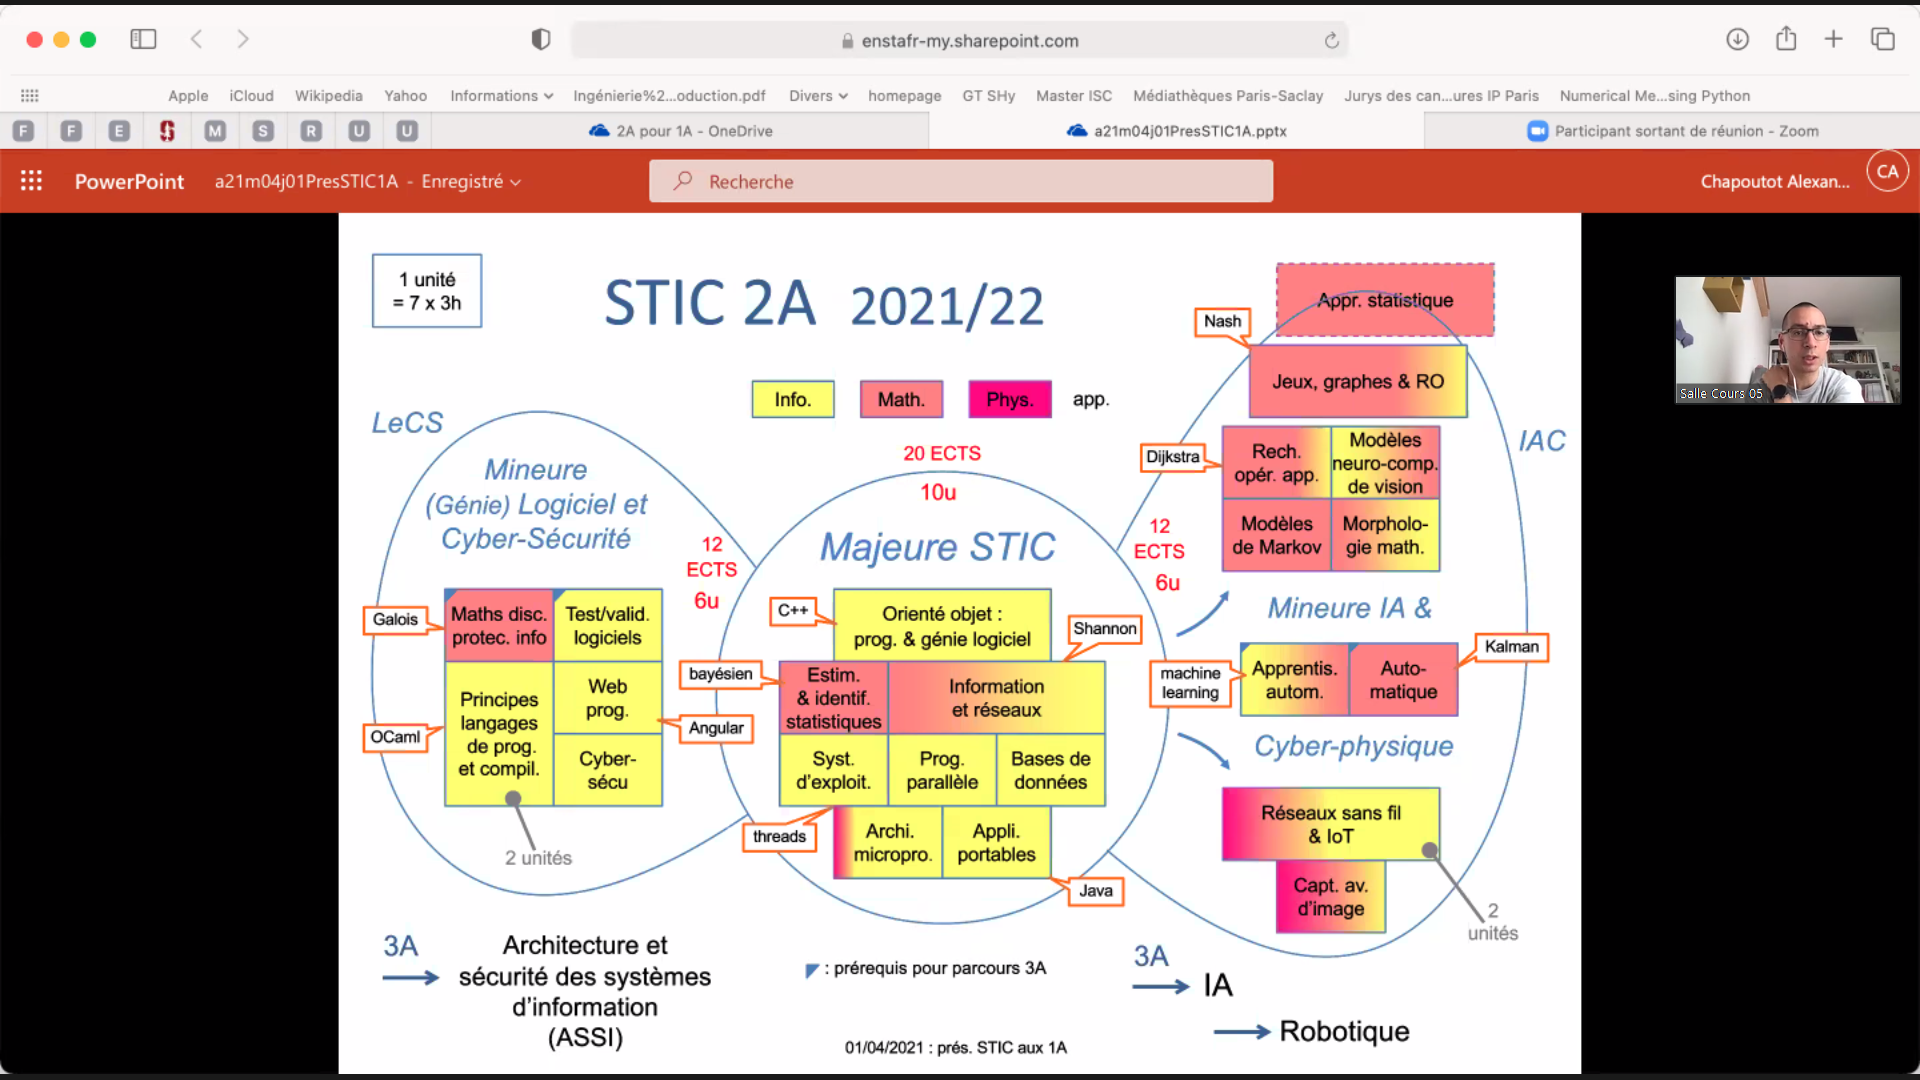 enstafr-my.sharepoint.com
Apple
iCloud
Wikipedia
Yahoo
Informations
Ingénierie%2...oduction.pdf
Divers
homepage
GT SHy
Master ISC
Médiathèques Paris-Saclay
Jurys des can...ures IP Paris
Numerical Me...sing Python
F
F
E
S
M
S
R
U
U
2A pour 1A - OneDrive
a21m04j01PresSTIC1A.pptx
Participant sortant de réunion - Zoom
PowerPoint
a21m04j01PresSTIC1A - Enregistré
Recherche
Chapoutot Alexan...
CA
Salle Cours 05
1 unité
= 7 x 3h
STIC 2A 2021/22
Info.
Math.
Phys.
app.
LeCS
Mineure
(Génie) Logiciel et
Cyber-Sécurité
12
ECTS
6u
Galois
Maths disc.
protec. info
Test/valid.
logiciels
OCaml
Principes
langages
de prog.
et compil.
Web
prog.
Angular
Cyber-
sécu
2 unités
20 ECTS
10u
Majeure STIC
C++
Orienté objet :
prog. & génie logiciel
Shannon
bayésien
Estim.
& identif.
statistiques
Information
et réseaux
Syst.
d'exploit.
Prog.
parallèle
Bases de
données
threads
Archi.
micropro.
Appli.
portables
Java
12
ECTS
6u
IAC
Appr. statistique
Nash
Jeux, graphes & RO
Dijkstra
Rech.
opér. app.
Modèles
neuro-comp.
de vision
Modèles
de Markov
Morpholo-
gie math.
Mineure IA &
machine
learning
Apprentis.
autom.
Auto-
matique
Kalman
Cyber-physique
Réseaux sans fil
& IoT
Capt. av.
d'image
2
unités
3A
Architecture et
sécurité des systèmes
d'information
(ASSI)
: prérequis pour parcours 3A
01/04/2021 : prés. STIC aux 1A
3A
IA
Robotique